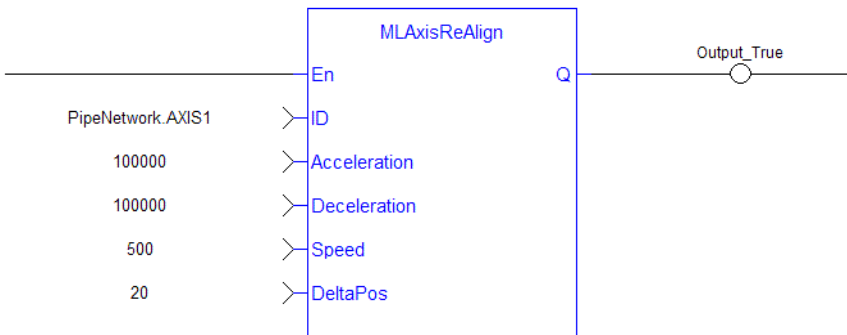 MLAxisReAlign
Output_True
En
Q
PipeNetwork.AXIS1 ID
100000 Acceleration
100000 Deceleration
500 Speed
20 DeltaPos